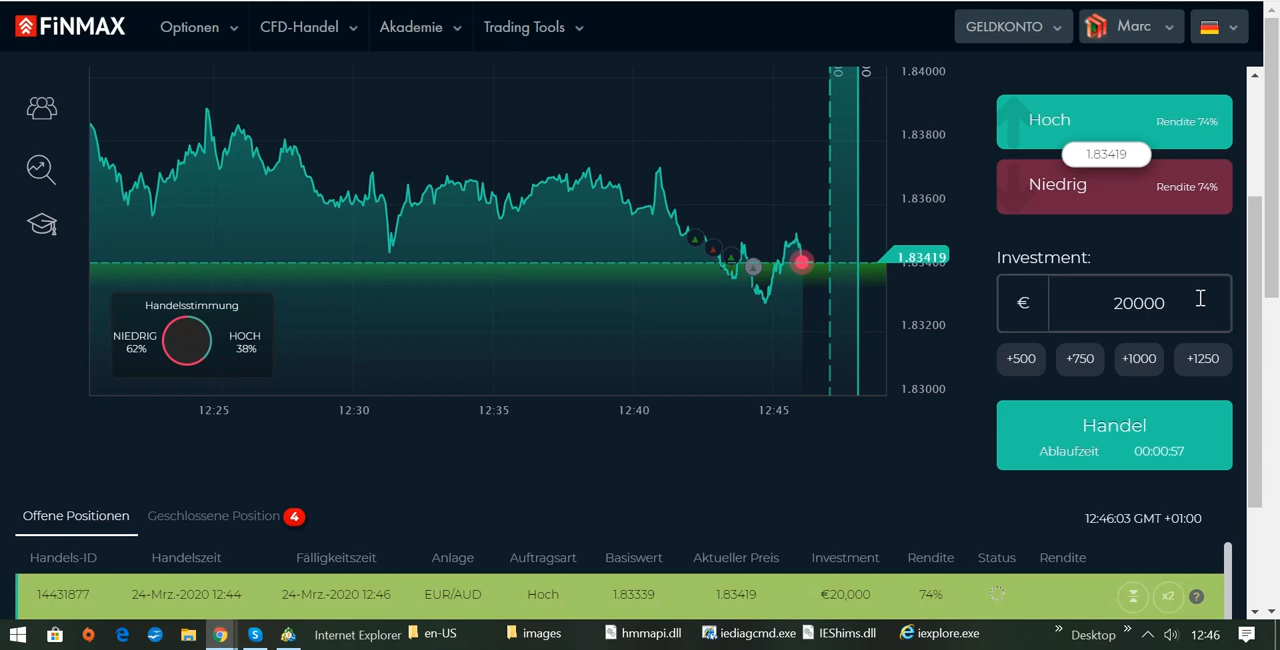 FiNMAX
Optionen
CFD-Handel
Akademie
Trading Tools
GELDKONTO
Marc
1.84000
1.83800
1.83600
1.83419
1.83200
1.83000
Handelsstimmung
NIEDRIG
62%
HOCH
38%
12:25
12:30
12:35
12:40
12:45
Hoch
Rendite 74%
1.83419
Niedrig
Rendite 74%
Investment:
€ 20000
+500 +750 +1000 +1250
Handel
Ablaufzeit 00:00:57
Offene Positionen
Geschlossene Position 4
12:46:03 GMT +01:00
Handels-ID Handelszeit Fälligkeitszeit Anlage Auftragsart Basiswert Aktueller Preis Investment Rendite Status Rendite
14431877 24-Mrz.-2020 12:44 24-Mrz.-2020 12:46 EUR/AUD Hoch 1.83339 1.83419 €20,000 74% x2 ?
Internet Explorer en-US images hmmapi.dll iediagcmd.exe IEShims.dll iexplore.exe » Desktop » 12:46